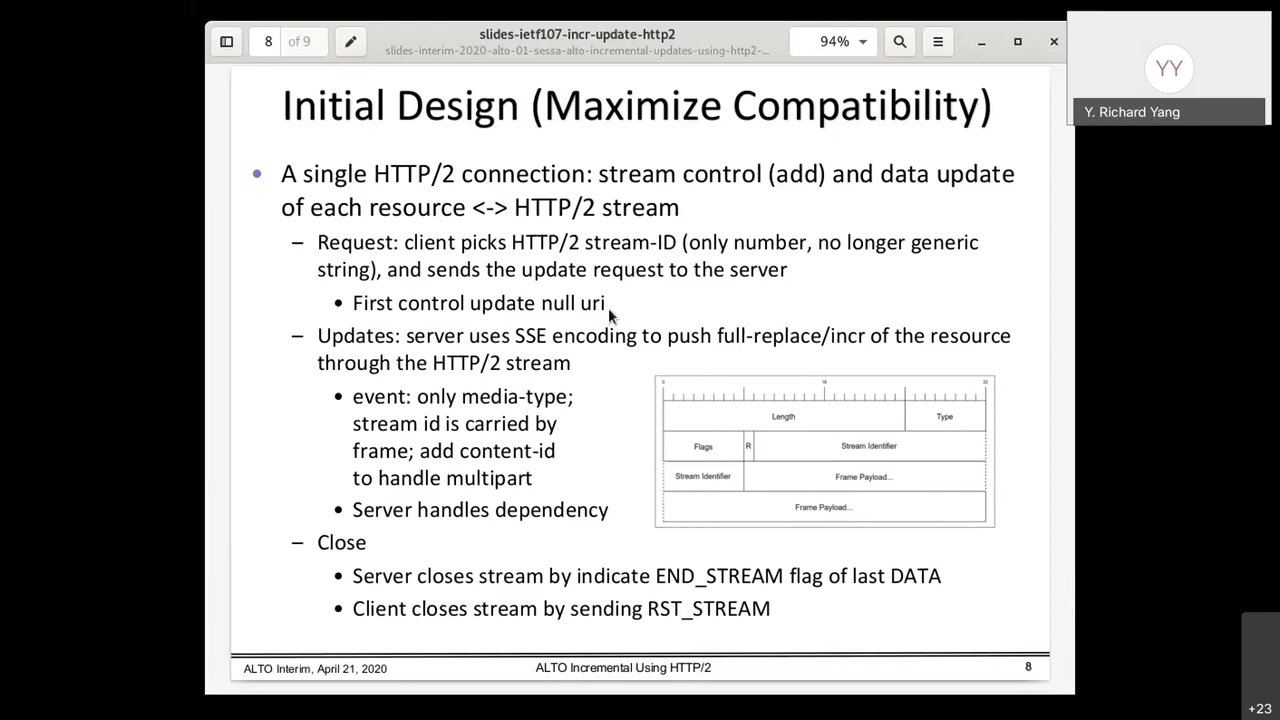 8 of 9
slides-ietf107-incr-update-http2
slides-interim-2020-alto-01-sessa-alto-incremental-updates-using-http2-...
94%
YY
Y. Richard Yang
Initial Design (Maximize Compatibility)
• A single HTTP/2 connection: stream control (add) and data update
of each resource <-> HTTP/2 stream
– Request: client picks HTTP/2 stream-ID (only number, no longer generic
string), and sends the update request to the server
• First control update null uri
– Updates: server uses SSE encoding to push full-replace/incr of the resource
through the HTTP/2 stream
• event: only media-type;
stream id is carried by
frame; add content-id
to handle multipart
• Server handles dependency
0 16 32
Length Type
Flags R Stream Identifier
Stream Identifier Frame Payload...
Frame Payload...
– Close
• Server closes stream by indicate END_STREAM flag of last DATA
• Client closes stream by sending RST_STREAM
ALTO Interim, April 21, 2020 ALTO Incremental Using HTTP/2 8
+23